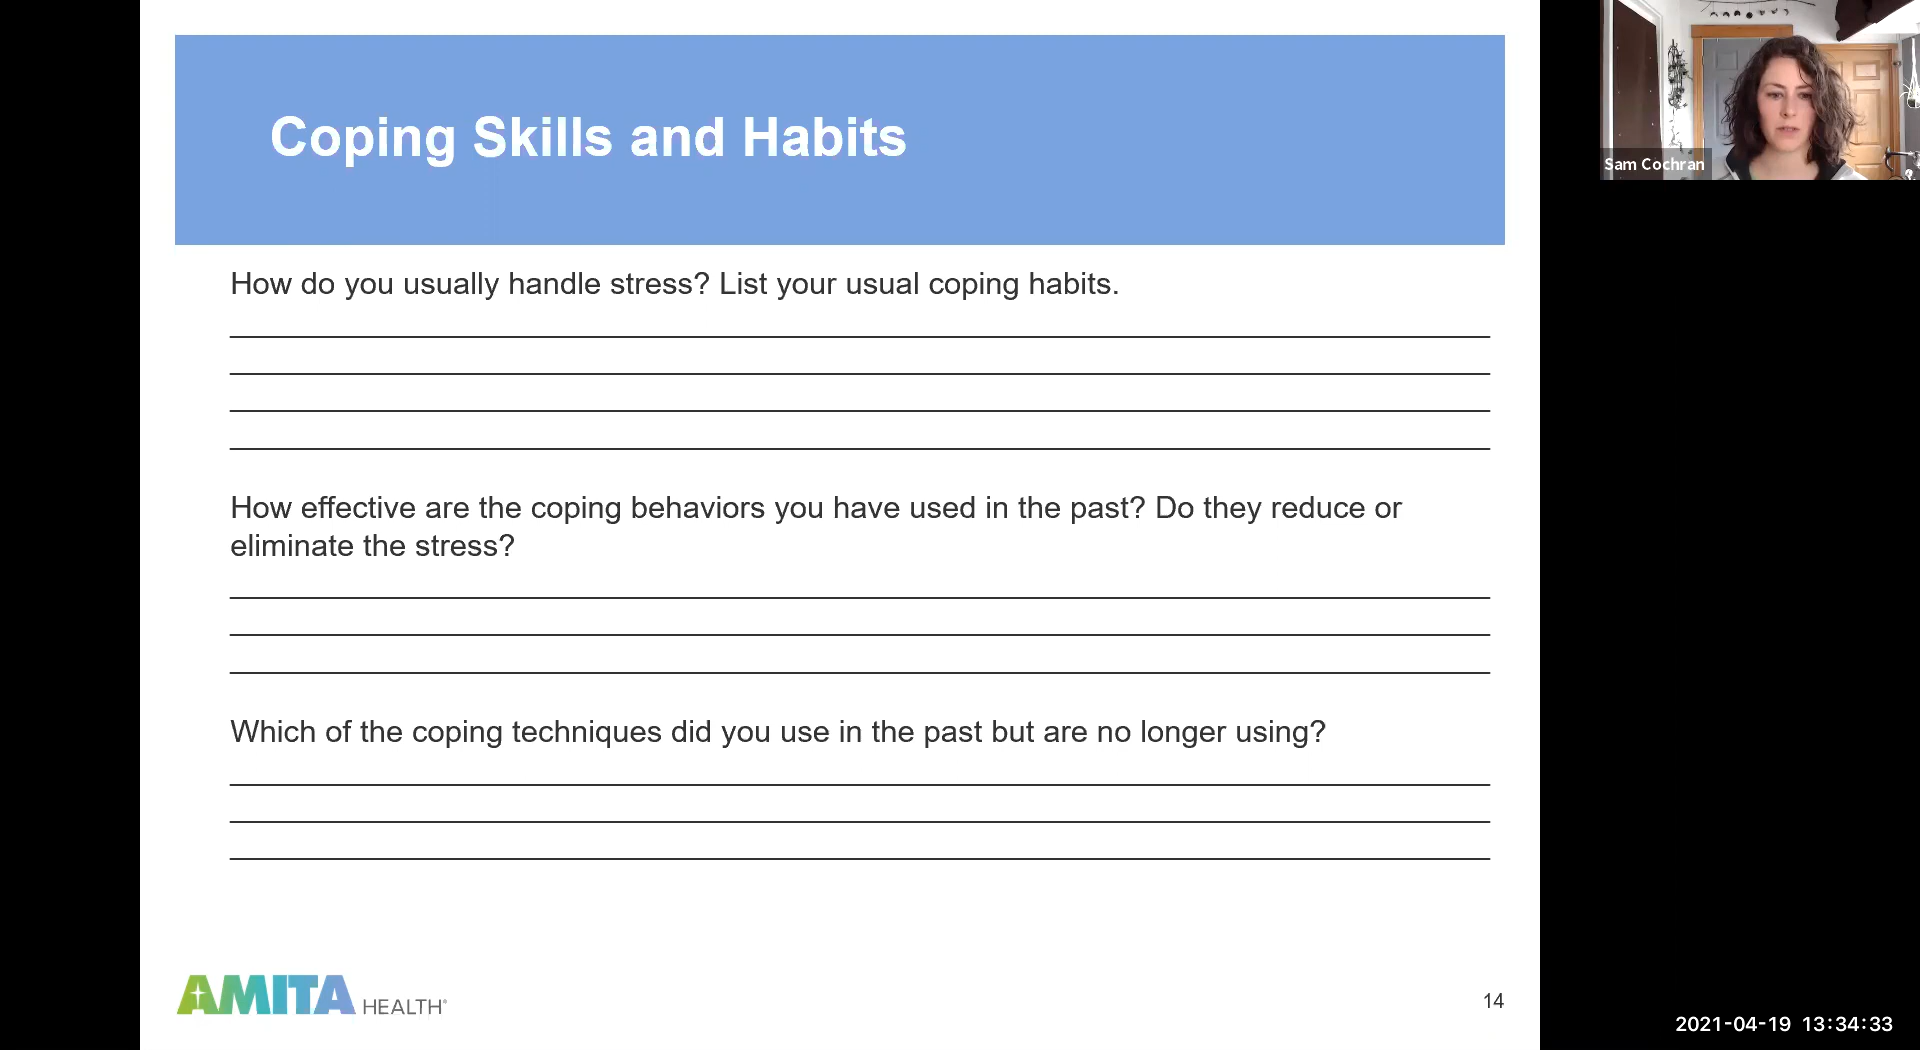 Coping Skills and Habits
Sam Cochran
How do you usually handle stress? List your usual coping habits.
How effective are the coping behaviors you have used in the past? Do they reduce or
eliminate the stress?
Which of the coping techniques did you use in the past but are no longer using?
AMITA HEALTH®
14
2021-04-19 13:34:33